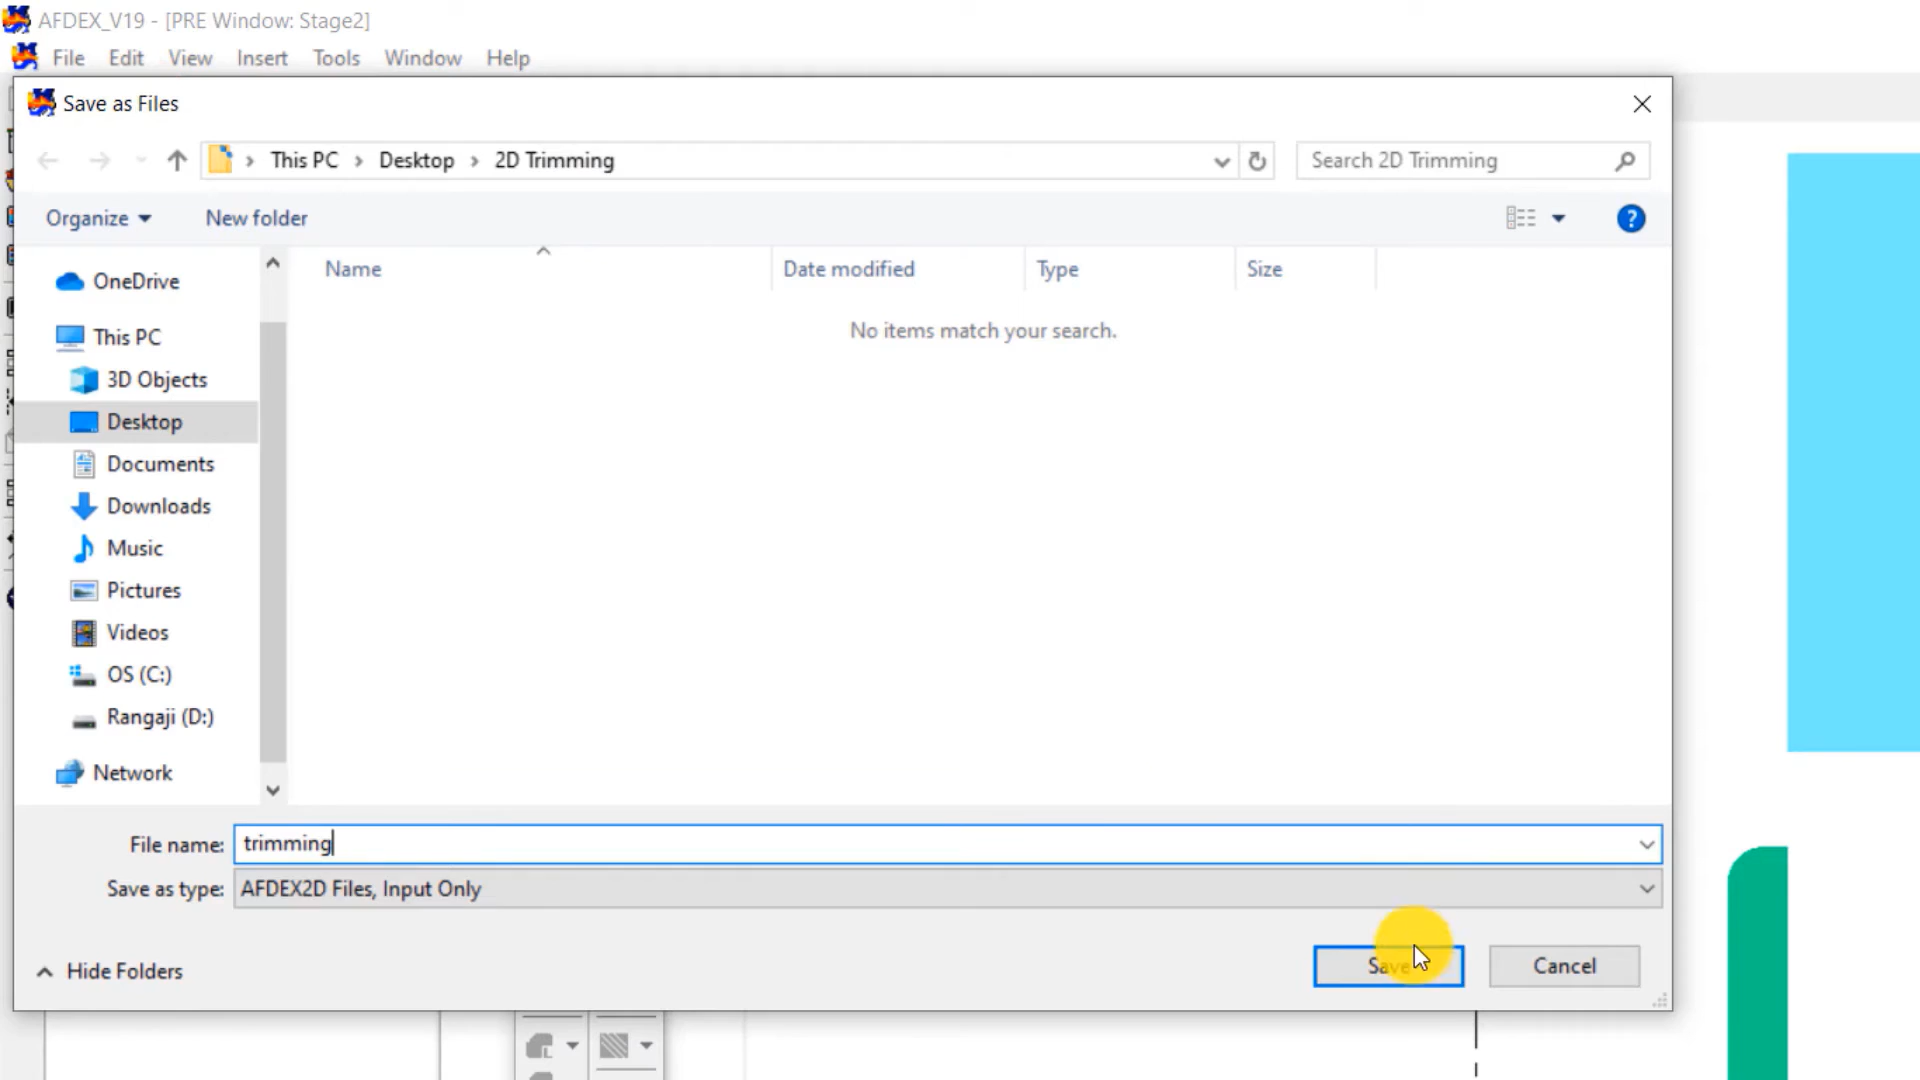 AFDEX_V19 - [PRE Window: Stage2]
File Edit View Insert Tools Window Help
Save as Files
This PC Desktop 2D Trimming
Search 2D Trimming
Organize New folder
?
Name Date modified Type Size
No items match your search.
OneDrive
This PC
3D Objects
Desktop
Documents
Downloads
Music
Pictures
Videos
OS (C:)
Rangaji (D:)
Network
File name: trimming
Save as type: AFDEX2D Files, Input Only
Hide Folders
Save Cancel